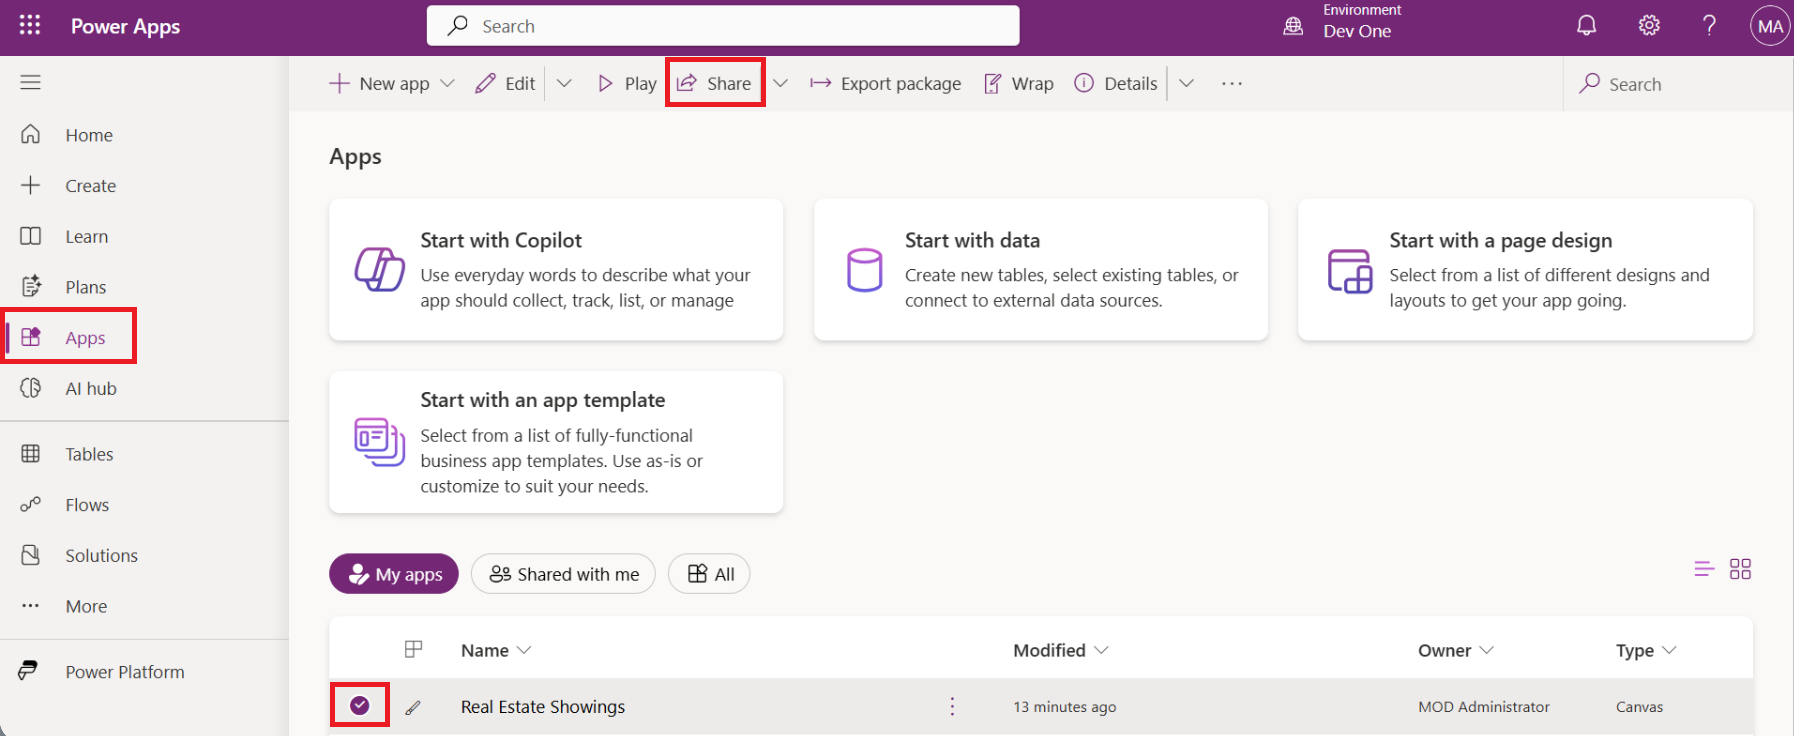 Power Apps
Search
Environment
Dev One
MA
New app
Edit
Play
Share
Export package
Wrap
Details
Search
Home
Create
Learn
Plans
Apps
AI hub
Tables
Flows
Solutions
More
Power Platform
Apps
Start with Copilot
Use everyday words to describe what your
app should collect, track, list, or manage
Start with data
Create new tables, select existing tables, or
connect to external data sources.
Start with a page design
Select from a list of different designs and
layouts to get your app going.
Start with an app template
Select from a list of fully-functional
business app templates. Use as-is or
customize to suit your needs.
My apps
Shared with me
All
Name
Modified
Owner
Type
Real Estate Showings
13 minutes ago
MOD Administrator
Canvas